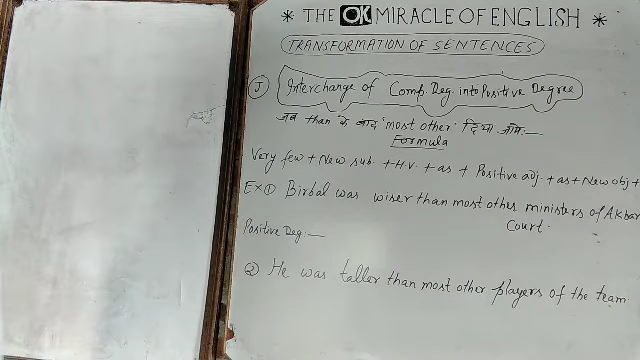 * THE OK MIRACLE OF ENGLISH *
TRANSFORMATION OF SENTENCES
J Interchange of Comp. Deg. into Positive Degree
जब than के बाद 'most other' दिया जाये:—
Formula
Very few + New sub. + H.V. + as + Positive adj. + as + New obj +
Ex ① Birbal was wiser than most other ministers of Akbar
Court.
Positive Deg:—
② He was taller than most other players of the team.